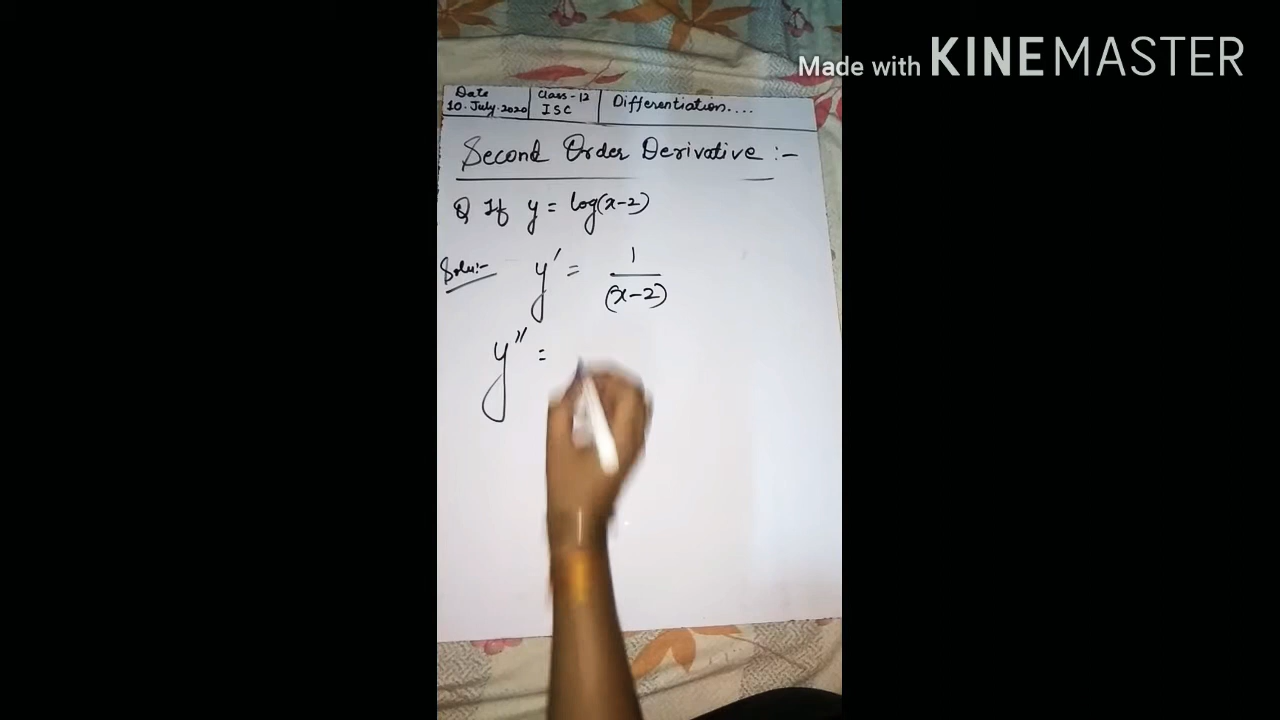 Made with KINEMASTER
Date
10.July.2020
Class-12
ISC
Differentiation....
Second Order Derivative :-
Q If y = log(x-2)
Solu:- y' = 1/(x-2)
y'' =